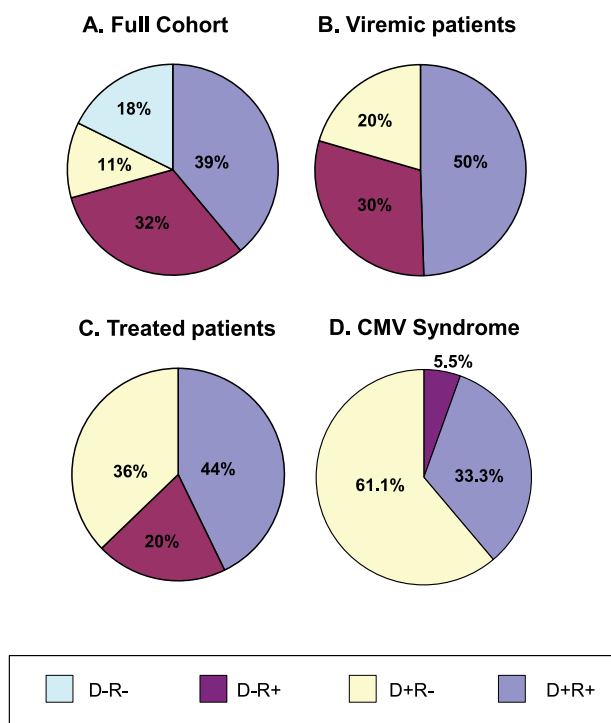 A. Full Cohort
B. Viremic patients
18%
39%
11%
32%
20%
50%
30%
C. Treated patients
D. CMV Syndrome
36%
44%
20%
5.5%
61.1%
33.3%
D-R-
D-R+
D+R-
D+R+